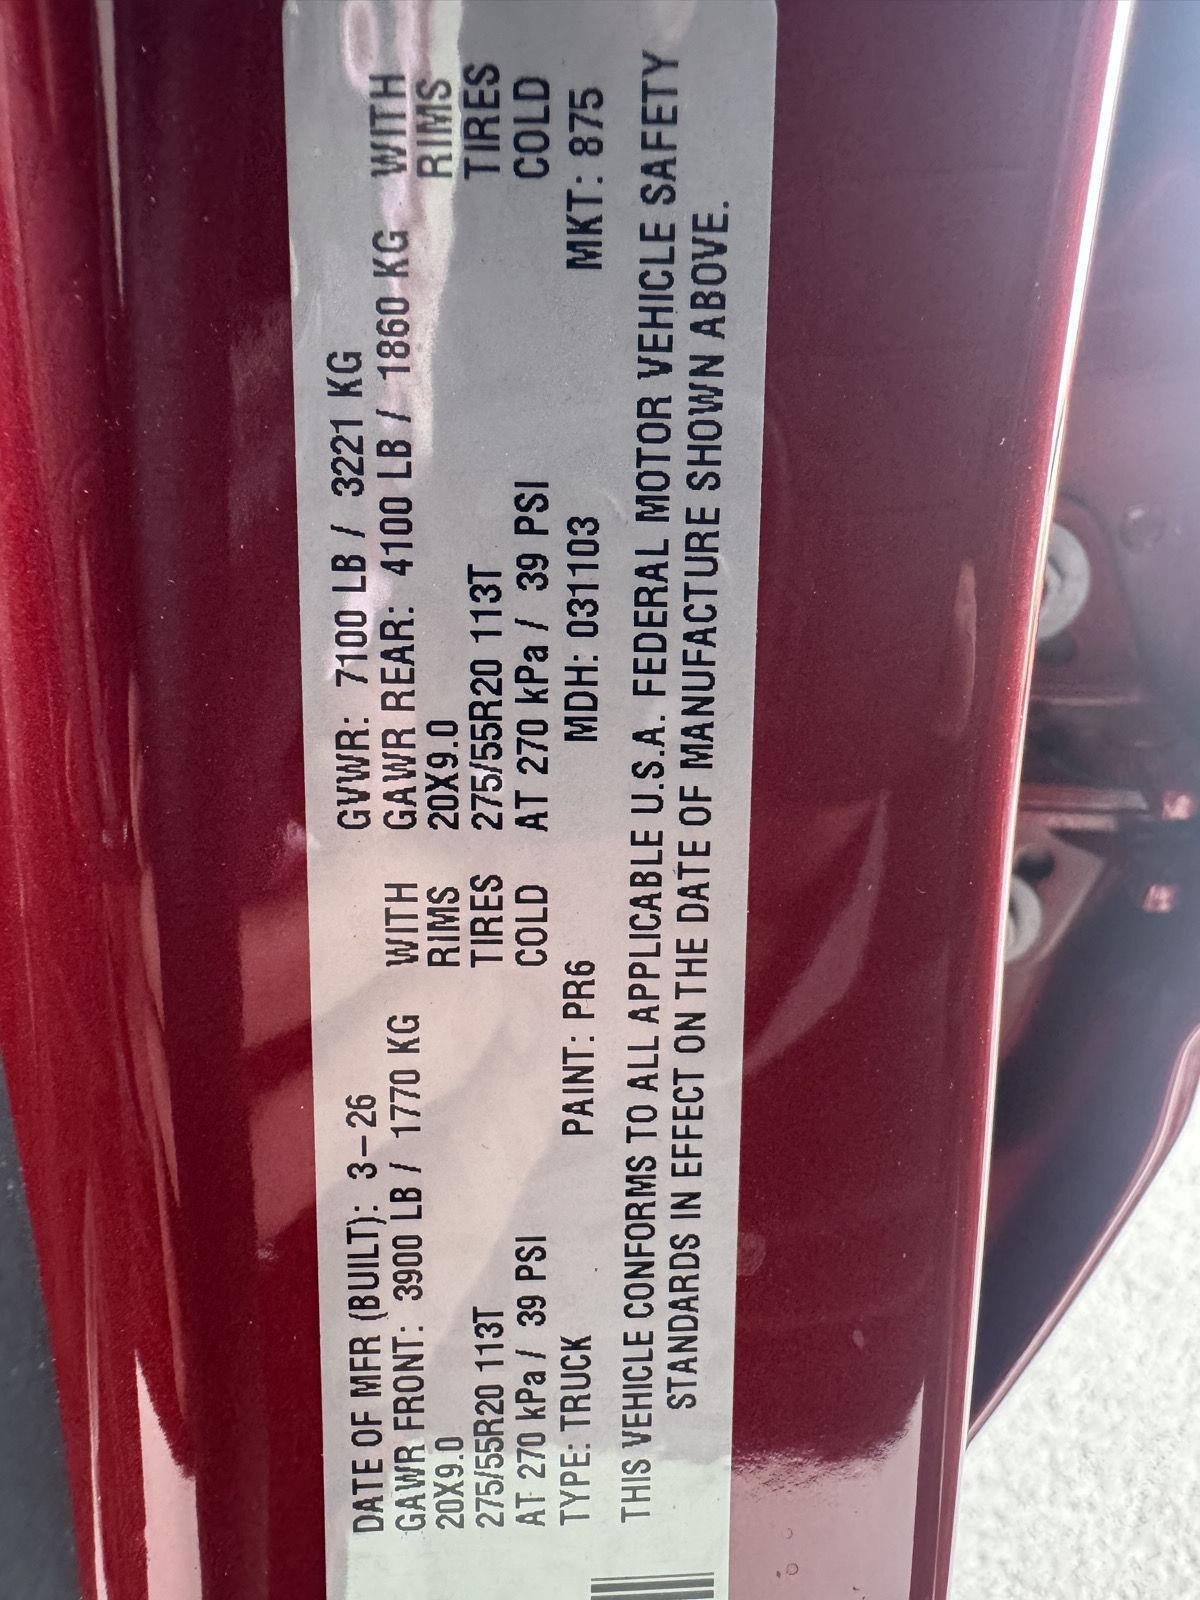 DATE OF MFR (BUILT): 3-26 GVWR: 7100 LB / 3221 KG
GAWR FRONT: 3900 LB / 1770 KG WITH GAWR REAR: 4100 LB / 1860 KG WITH
20X9.0 RIMS 20X9.0 RIMS
275/55R20 113T TIRES 275/55R20 113T TIRES
AT 270 kPa / 39 PSI COLD AT 270 kPa / 39 PSI COLD
TYPE: TRUCK PAINT: PR6 MDH: 031103 MKT: 875
THIS VEHICLE CONFORMS TO ALL APPLICABLE U.S.A. FEDERAL MOTOR VEHICLE SAFETY
STANDARDS IN EFFECT ON THE DATE OF MANUFACTURE SHOWN ABOVE.